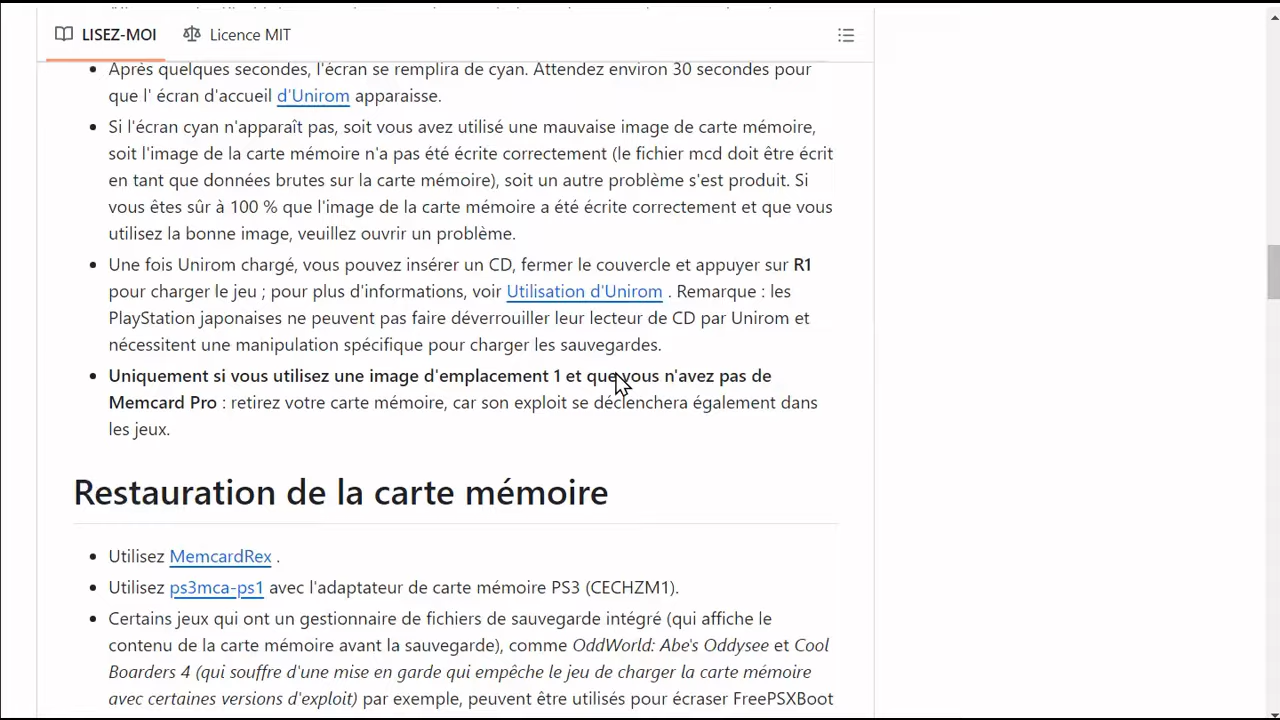 LISEZ-MOI
Licence MIT
Après quelques secondes, l'écran se remplira de cyan. Attendez environ 30 secondes pour
que l' écran d'accueil d'Unirom apparaisse.
Si l'écran cyan n'apparaît pas, soit vous avez utilisé une mauvaise image de carte mémoire,
soit l'image de la carte mémoire n'a pas été écrite correctement (le fichier mcd doit être écrit
en tant que données brutes sur la carte mémoire), soit un autre problème s'est produit. Si
vous êtes sûr à 100 % que l'image de la carte mémoire a été écrite correctement et que vous
utilisez la bonne image, veuillez ouvrir un problème.
Une fois Unirom chargé, vous pouvez insérer un CD, fermer le couvercle et appuyer sur R1
pour charger le jeu ; pour plus d'informations, voir Utilisation d'Unirom . Remarque : les
PlayStation japonaises ne peuvent pas faire déverrouiller leur lecteur de CD par Unirom et
nécessitent une manipulation spécifique pour charger les sauvegardes.
Uniquement si vous utilisez une image d'emplacement 1 et que vous n'avez pas de
Memcard Pro : retirez votre carte mémoire, car son exploit se déclenchera également dans
les jeux.
Restauration de la carte mémoire
Utilisez MemcardRex .
Utilisez ps3mca-ps1 avec l'adaptateur de carte mémoire PS3 (CECHZM1).
Certains jeux qui ont un gestionnaire de fichiers de sauvegarde intégré (qui affiche le
contenu de la carte mémoire avant la sauvegarde), comme OddWorld: Abe's Oddysee et Cool
Boarders 4 (qui souffre d'une mise en garde qui empêche le jeu de charger la carte mémoire
avec certaines versions d'exploit) par exemple, peuvent être utilisés pour écraser FreePSXBoot